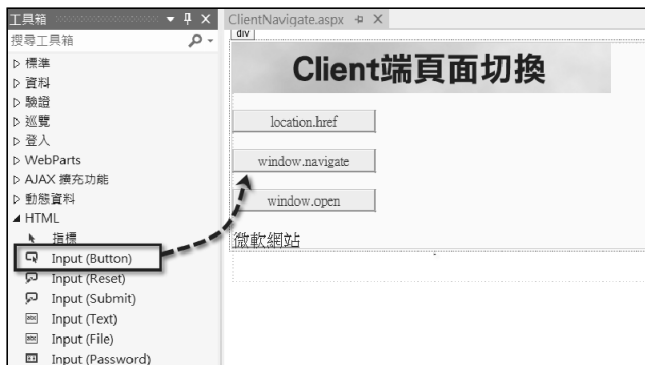 工具箱
搜尋工具箱
標準
資料
驗證
巡覽
登入
WebParts
AJAX 擴充功能
動態資料
HTML
指標
Input (Button)
Input (Reset)
Input (Submit)
Input (Text)
Input (File)
Input (Password)
ClientNavigate.aspx
div
Client端頁面切換
location.href
window.navigate
window.open
微軟網站